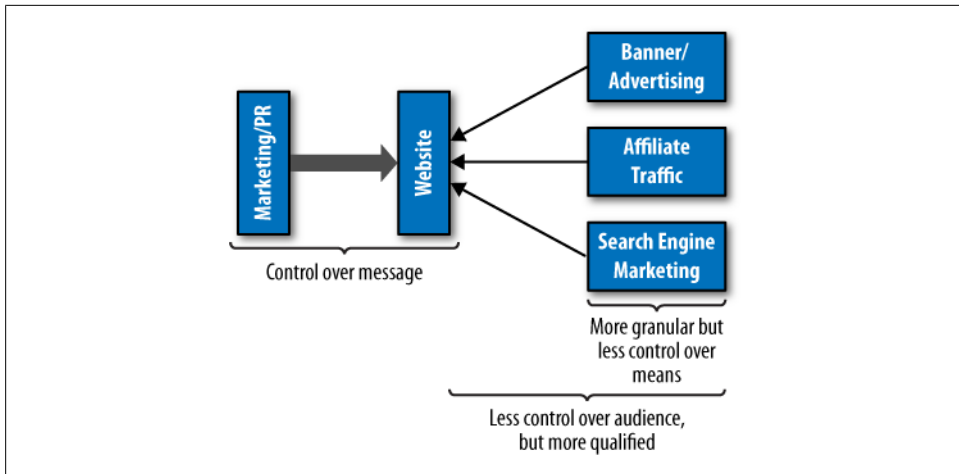 Marketing/PR
Website
Banner/
Advertising
Affiliate
Traffic
Search Engine
Marketing
Control over message
More granular but
less control over
means
Less control over audience,
but more qualified